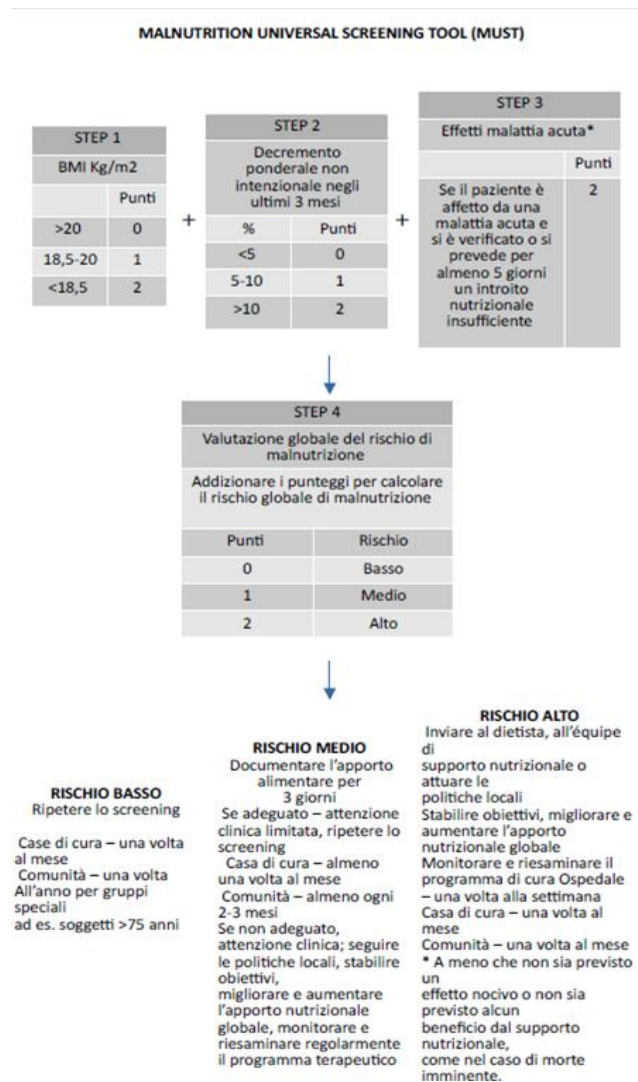 MALNUTRITION UNIVERSAL SCREENING TOOL (MUST)
STEP 1
BMI Kg/m2
Punti
>20 0
18,5-20 1
<18,5 2
+
STEP 2
Decremento
ponderale non
intenzionale negli
ultimi 3 mesi
% Punti
<5 0
5-10 1
>10 2
+
STEP 3
Effetti malattia acuta*
Punti
Se il paziente è 2
affetto da una
malattia acuta e
si è verificato o si
prevede per
almeno 5 giorni
un introito
nutrizionale
insufficiente
STEP 4
Valutazione globale del rischio di
malnutrizione
Addizionare i punteggi per calcolare
il rischio globale di malnutrizione
Punti Rischio
0 Basso
1 Medio
2 Alto
RISCHIO BASSO
Ripetere lo screening
Case di cura – una volta
al mese
Comunità – una volta
All'anno per gruppi
speciali
ad es. soggetti >75 anni
RISCHIO MEDIO
Documentare l'apporto
alimentare per
3 giorni
Se adeguato – attenzione
clinica limitata, ripetere lo
screening
Casa di cura – almeno
una volta al mese
Comunità – almeno ogni
2-3 mesi
Se non adeguato,
attenzione clinica; seguire
le politiche locali, stabilire
obiettivi,
migliorare e aumentare
l'apporto nutrizionale
globale, monitorare e
riesaminare regolarmente
il programma terapeutico
RISCHIO ALTO
Inviare al dietista, all'équipe
di
supporto nutrizionale o
attuare le
politiche locali
Stabilire obiettivi, migliorare e
aumentare l'apporto
nutrizionale globale
Monitorare e riesaminare il
programma di cura Ospedale
– una volta alla settimana
Casa di cura – una volta al
mese
Comunità – una volta al mese
* A meno che non sia previsto
un
effetto nocivo o non sia
previsto alcun
beneficio dal supporto
nutrizionale,
come nel caso di morte
imminente.